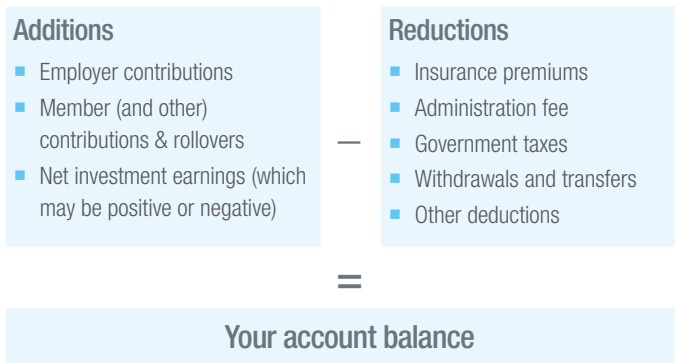 Additions
■ Employer contributions
■ Member (and other)
contributions & rollovers
■ Net investment earnings (which
may be positive or negative)
–
Reductions
■ Insurance premiums
■ Administration fee
■ Government taxes
■ Withdrawals and transfers
■ Other deductions
=
Your account balance